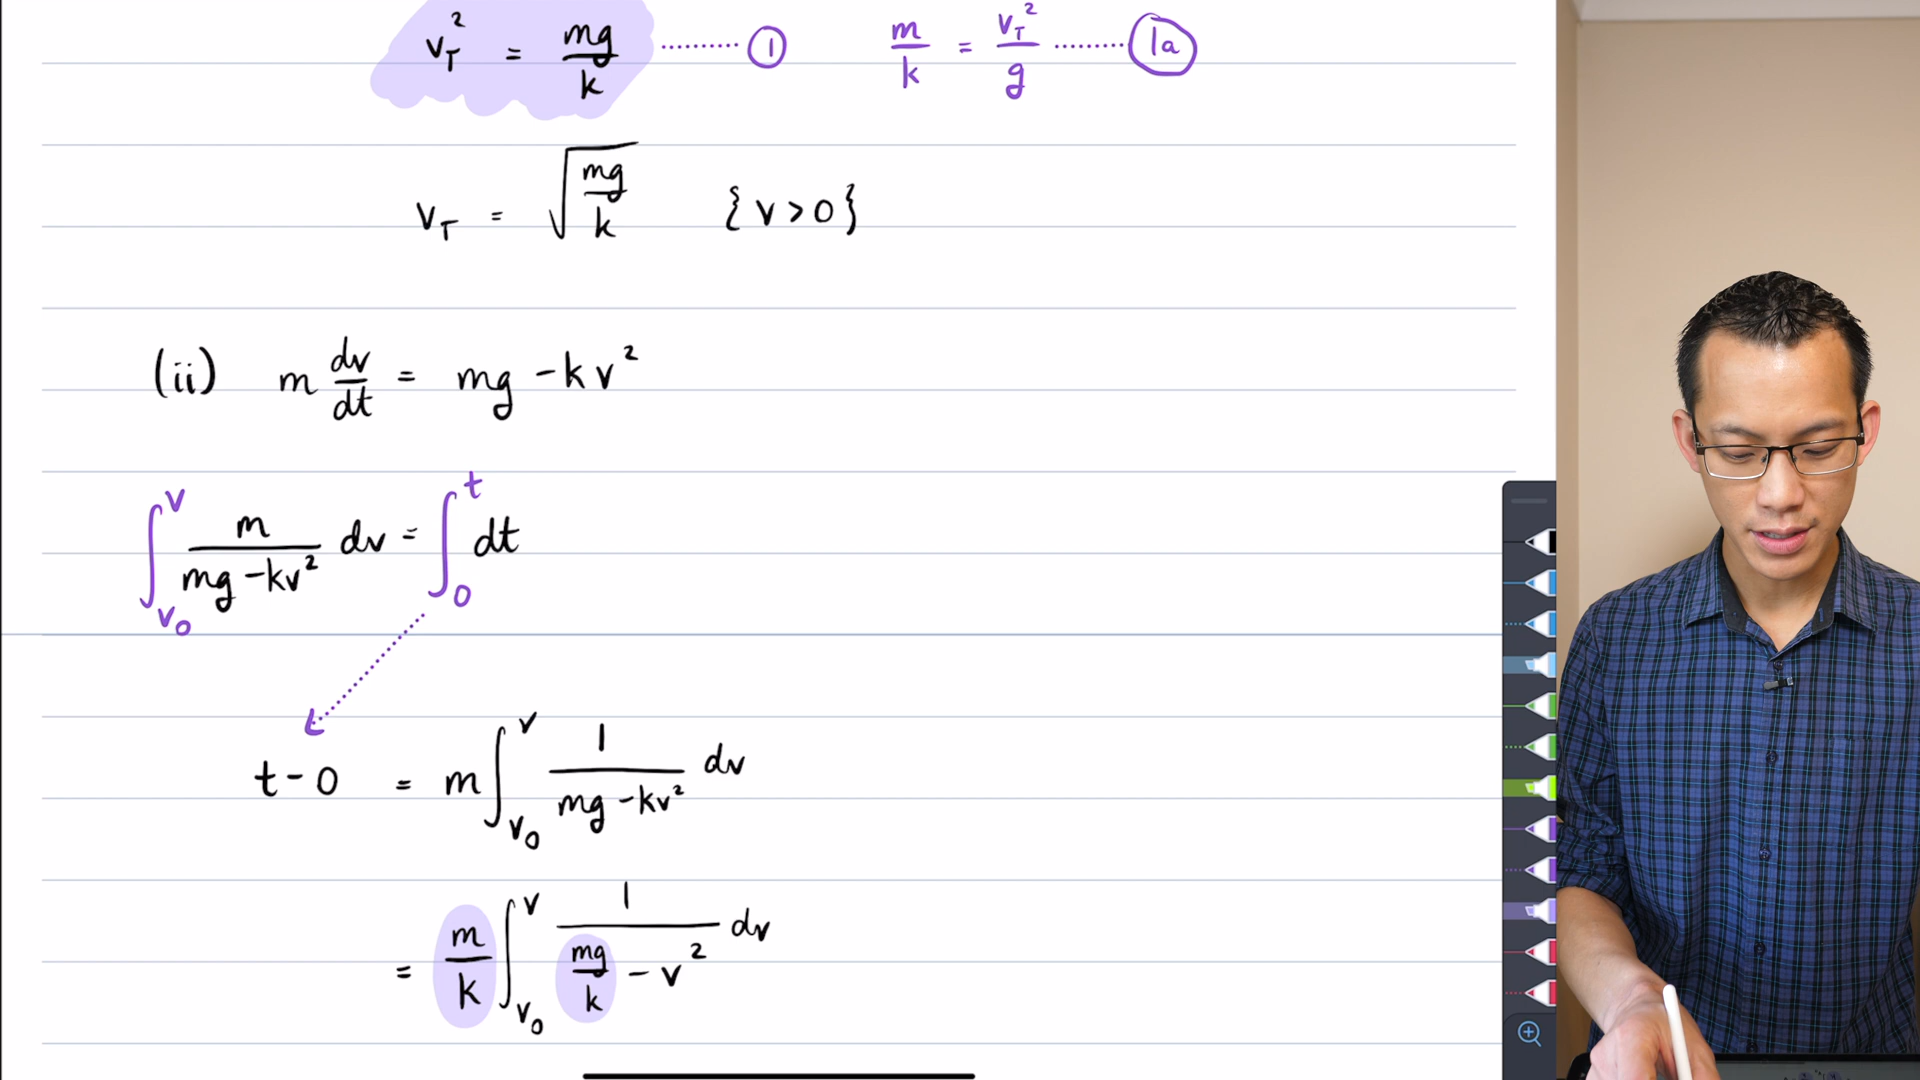 v_T² = mg/k .......... ① m/k = v_T²/g .......... (1a)
v_T = √(mg/k) {v>0}
(ii) m dv/dt = mg - kv²
∫_{v₀}^{v} m/(mg - kv²) dv = ∫_0^t dt
t - 0 = m ∫_{v₀}^{v} 1/(mg - kv²) dv
= m/k ∫_{v₀}^{v} 1/(mg/k - v²) dv